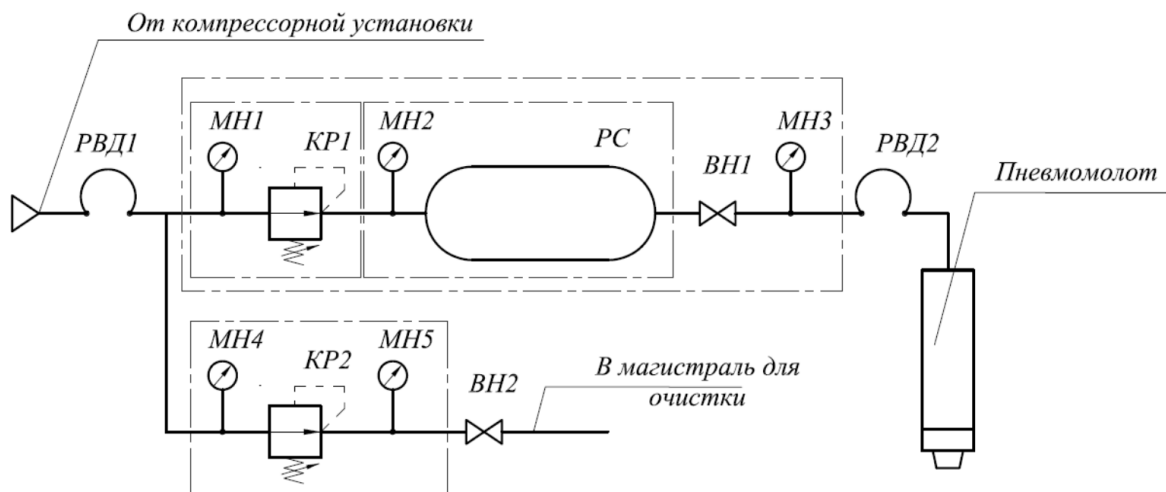 От компрессорной установки
РВД1
МН1
КР1
МН2
РС
ВН1
МН3
РВД2
Пневмомолот
МН4
КР2
МН5
ВН2
В магистраль для
очистки